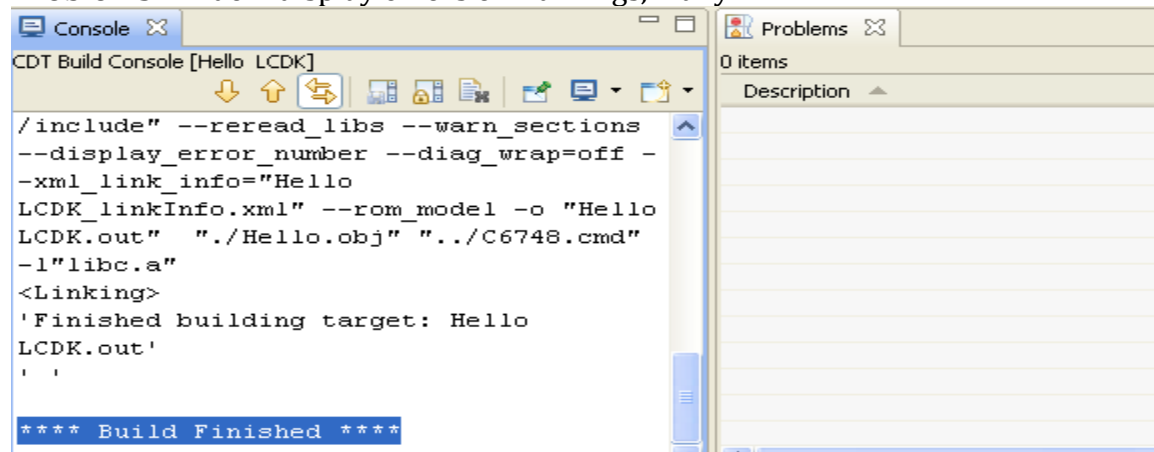 Console
Problems
CDT Build Console [Hello LCDK]
0 items
Description
/include" --reread_libs --warn_sections
--display_error_number --diag_wrap=off -
-xml_link_info="Hello
LCDK_linkInfo.xml" --rom_model -o "Hello
LCDK.out"  "./Hello.obj" "../C6748.cmd"
-l"libc.a"
<Linking>
'Finished building target: Hello
LCDK.out'
' '
**** Build Finished ****